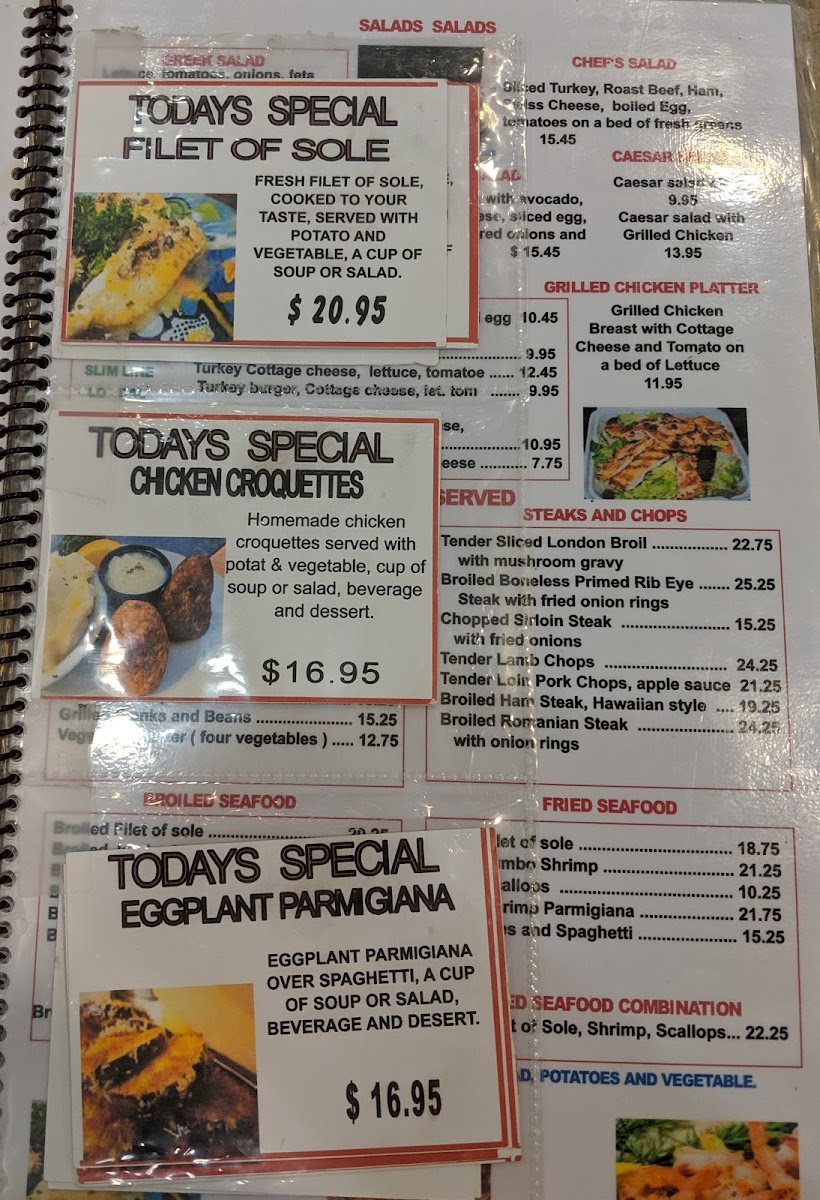 SALADS SALADS
GREEK SALAD
tomatoes, onions, feta
CHEF'S SALAD
Sliced Turkey, Roast Beef, Ham,
Swiss Cheese, boiled Egg,
tomatoes on a bed of fresh greens
15.45
CAESAR
Caesar salad
9.95
Caesar salad with
Grilled Chicken
13.95
with avocado,
sliced egg,
onions and
$ 15.45
TODAYS SPECIAL
FILET OF SOLE
FRESH FILET OF SOLE,
COOKED TO YOUR
TASTE, SERVED WITH
POTATO AND
VEGETABLE, A CUP OF
SOUP OR SALAD.
$ 20.95
GRILLED CHICKEN PLATTER
Grilled Chicken
Breast with Cottage
Cheese and Tomato on
a bed of Lettuce
11.95
egg 10.45
9.95
SLIM LINE Turkey Cottage cheese, lettuce, tomatoe ...... 12.45
Turkey burger, Cottage cheese, let. tom ....... 9.95
10.95
7.75
TODAYS SPECIAL
CHICKEN CROQUETTES
Homemade chicken
croquettes served with
potat & vegetable, cup of
soup or salad, beverage
and dessert.
$16.95
SERVED
STEAKS AND CHOPS
Tender Sliced London Broil ................. 22.75
with mushroom gravy
Broiled Boneless Primed Rib Eye ....... 25.25
Steak with fried onion rings
Chopped Sirloin Steak ........................ 15.25
with fried onions
Tender Lamb Chops ........................... 24.25
Tender Loin Pork Chops, apple sauce 21.25
Broiled Ham Steak, Hawaiian style .... 19.25
Broiled Romanian Steak ..................... 24.25
with onion rings
and Beans ..................... 15.25
( four vegetables ) ..... 12.75
BROILED SEAFOOD
Broiled Filet of sole
FRIED SEAFOOD
of sole ................................... 18.75
Shrimp ............................. 21.25
10.25
Parmigiana ..................... 21.75
and Spaghetti ...................... 15.25
SEAFOOD COMBINATION
of Sole, Shrimp, Scallops... 22.25
POTATOES AND VEGETABLE.
TODAYS SPECIAL
EGGPLANT PARMIGIANA
EGGPLANT PARMIGIANA
OVER SPAGHETTI, A CUP
OF SOUP OR SALAD,
BEVERAGE AND DESERT.
$ 16.95